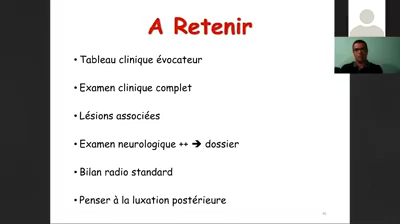 A Retenir
• Tableau clinique évocateur
• Examen clinique complet
• Lésions associées
• Examen neurologique ++ ➔ dossier
• Bilan radio standard
• Penser à la luxation postérieure